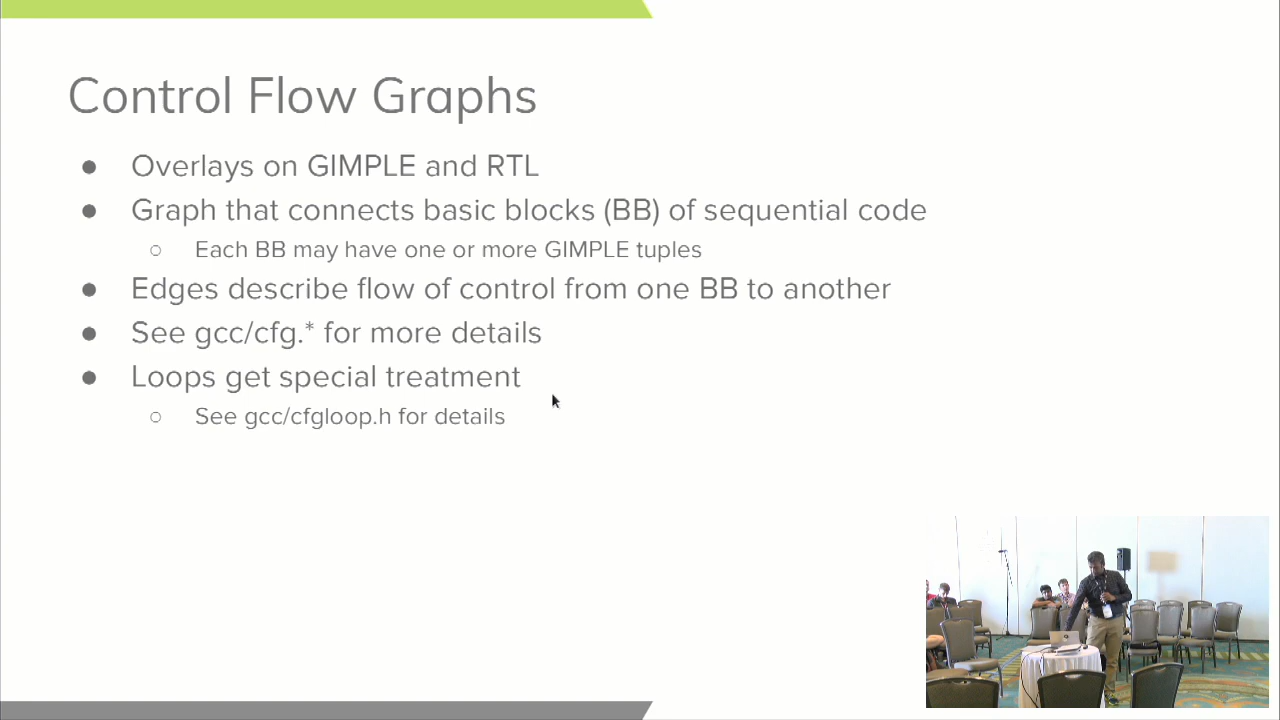 Control Flow Graphs
● Overlays on GIMPLE and RTL
● Graph that connects basic blocks (BB) of sequential code
○ Each BB may have one or more GIMPLE tuples
● Edges describe flow of control from one BB to another
● See gcc/cfg.* for more details
● Loops get special treatment
○ See gcc/cfgloop.h for details